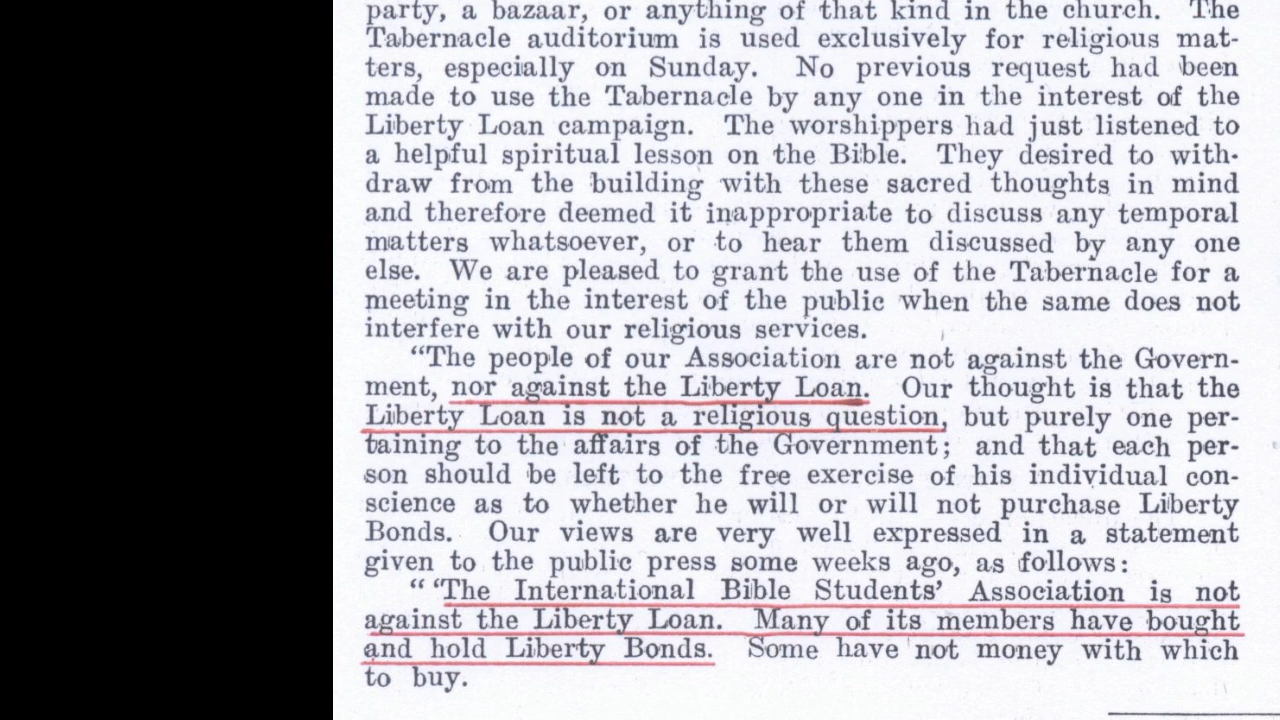 party, a bazaar, or anything of that kind in the church. The
Tabernacle auditorium is used exclusively for religious mat-
ters, especially on Sunday. No previous request had been
made to use the Tabernacle by any one in the interest of the
Liberty Loan campaign. The worshippers had just listened to
a helpful spiritual lesson on the Bible. They desired to with-
draw from the building with these sacred thoughts in mind
and therefore deemed it inappropriate to discuss any temporal
matters whatsoever, or to hear them discussed by any one
else. We are pleased to grant the use of the Tabernacle for a
meeting in the interest of the public when the same does not
interfere with our religious services.
“The people of our Association are not against the Govern-
ment, nor against the Liberty Loan. Our thought is that the
Liberty Loan is not a religious question, but purely one per-
taining to the affairs of the Government; and that each per-
son should be left to the free exercise of his individual con-
science as to whether he will or will not purchase Liberty
Bonds. Our views are very well expressed in a statement
given to the public press some weeks ago, as follows:
“ ‘The International Bible Students’ Association is not
against the Liberty Loan. Many of its members have bought
and hold Liberty Bonds. Some have not money with which
to buy.